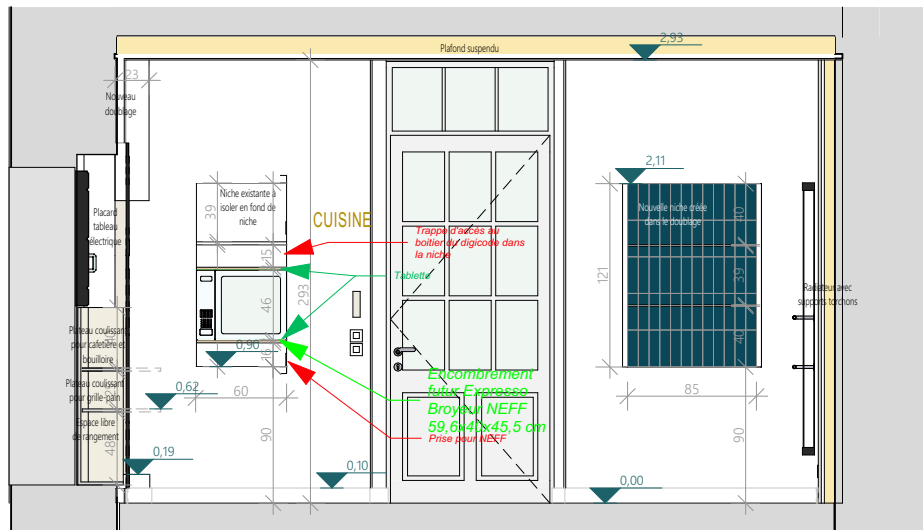 2,93
Plafond suspendu
23
Nouveau
doublage
2,11
Niche existante à
isoler en fond de
niche
39
Nouvelle niche créée
dans le doublage
40
Placard
tableau
électrique
CUISINE
Trappe d'accès au
boitier du digicode dans
la niche
15
Tablette
293
46
121
39
Radiateur avec
supports torchons
Plateau coulissant
pour cafetière et
bouilloire
0,90
16
40
Plateau coulissant
pour grille-pain
0,62
60
Encombrement
futur Expresso
Broyeur NEFF
59,6x40x45,5 cm
Prise pour NEFF
85
Espace libre
de rangement
48
90
90
0,19
0,10
0,00